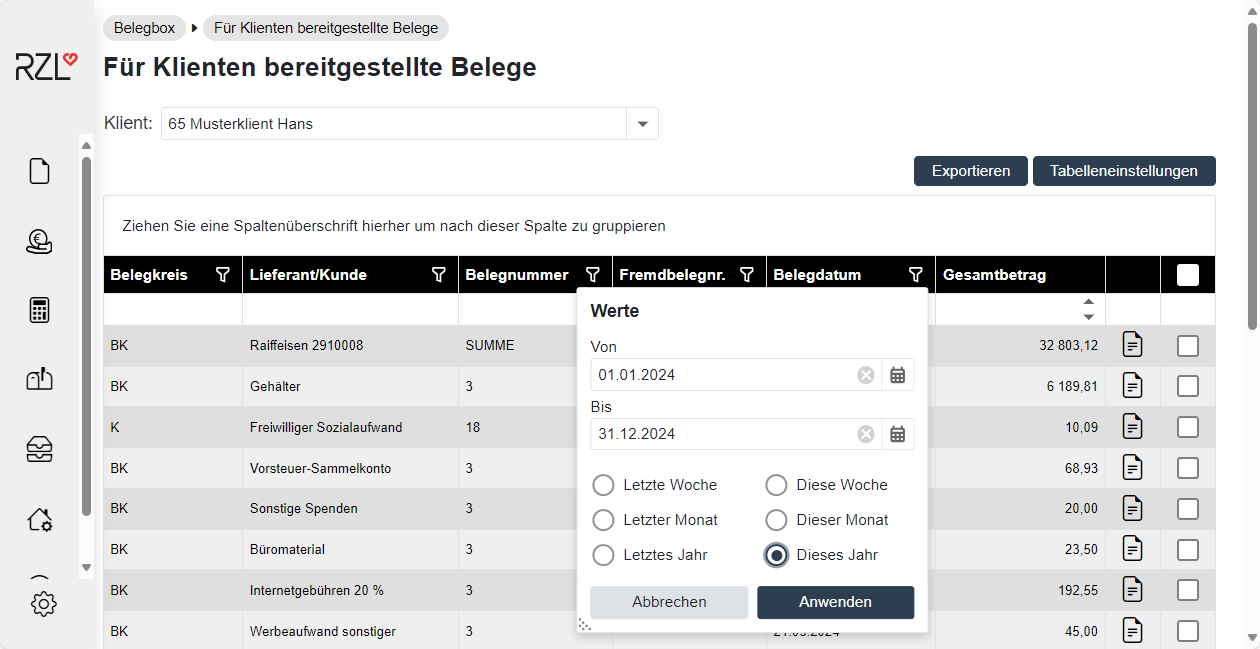 Belegbox Für Klienten bereitgestellte Belege
RZL
Für Klienten bereitgestellte Belege
Klient: 65 Musterklient Hans
Exportieren Tabelleneinstellungen
Ziehen Sie eine Spaltenüberschrift hierher um nach dieser Spalte zu gruppieren
Belegkreis Lieferant/Kunde Belegnummer Fremdbelegnr. Belegdatum Gesamtbetrag
BK Raiffeisen 2910008 SUMME 32 803,12
BK Gehälter 3 6 189,81
K Freiwilliger Sozialaufwand 18 10,09
BK Vorsteuer-Sammelkonto 3 68,93
BK Sonstige Spenden 3 20,00
BK Büromaterial 3 23,50
BK Internetgebühren 20 % 3 192,55
BK Werbeaufwand sonstiger 3 45,00
Werte
Von
01.01.2024
Bis
31.12.2024
Letzte Woche Diese Woche
Letzter Monat Dieser Monat
Letztes Jahr Dieses Jahr
Abbrechen Anwenden